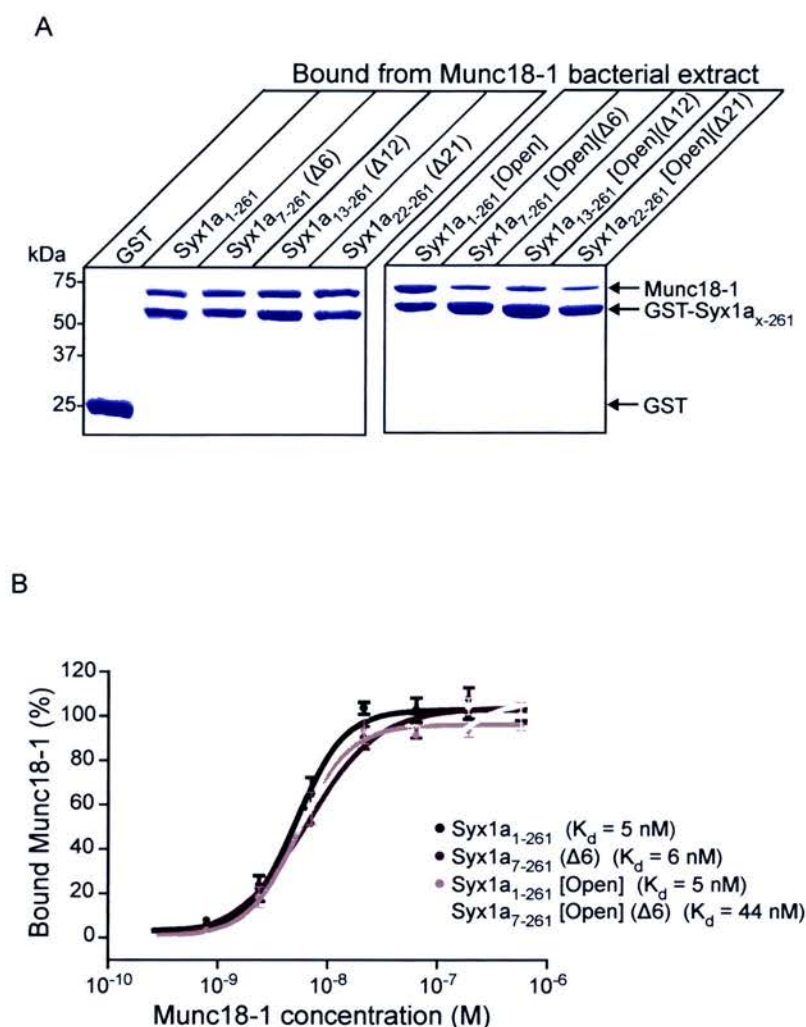 A
Bound from Munc18-1 bacterial extract
kDa
GST
Syx1a1-261
Syx1a7-261 (Δ6)
Syx1a13-261 (Δ12)
Syx1a22-261 (Δ21)
Syx1a1-261 [Open]
Syx1a7-261 [Open](Δ6)
Syx1a13-261 [Open](Δ12)
Syx1a22-261 [Open](Δ21)
75
50
37
25
Munc18-1
GST-Syx1ax-261
GST
B
Bound Munc18-1 (%)
120
100
80
60
40
20
0
Syx1a1-261 (Kd = 5 nM)
Syx1a7-261 (Δ6) (Kd = 6 nM)
Syx1a1-261 [Open] (Kd = 5 nM)
Syx1a7-261 [Open] (Δ6) (Kd = 44 nM)
10-10 10-9 10-8 10-7 10-6
Munc18-1 concentration (M)